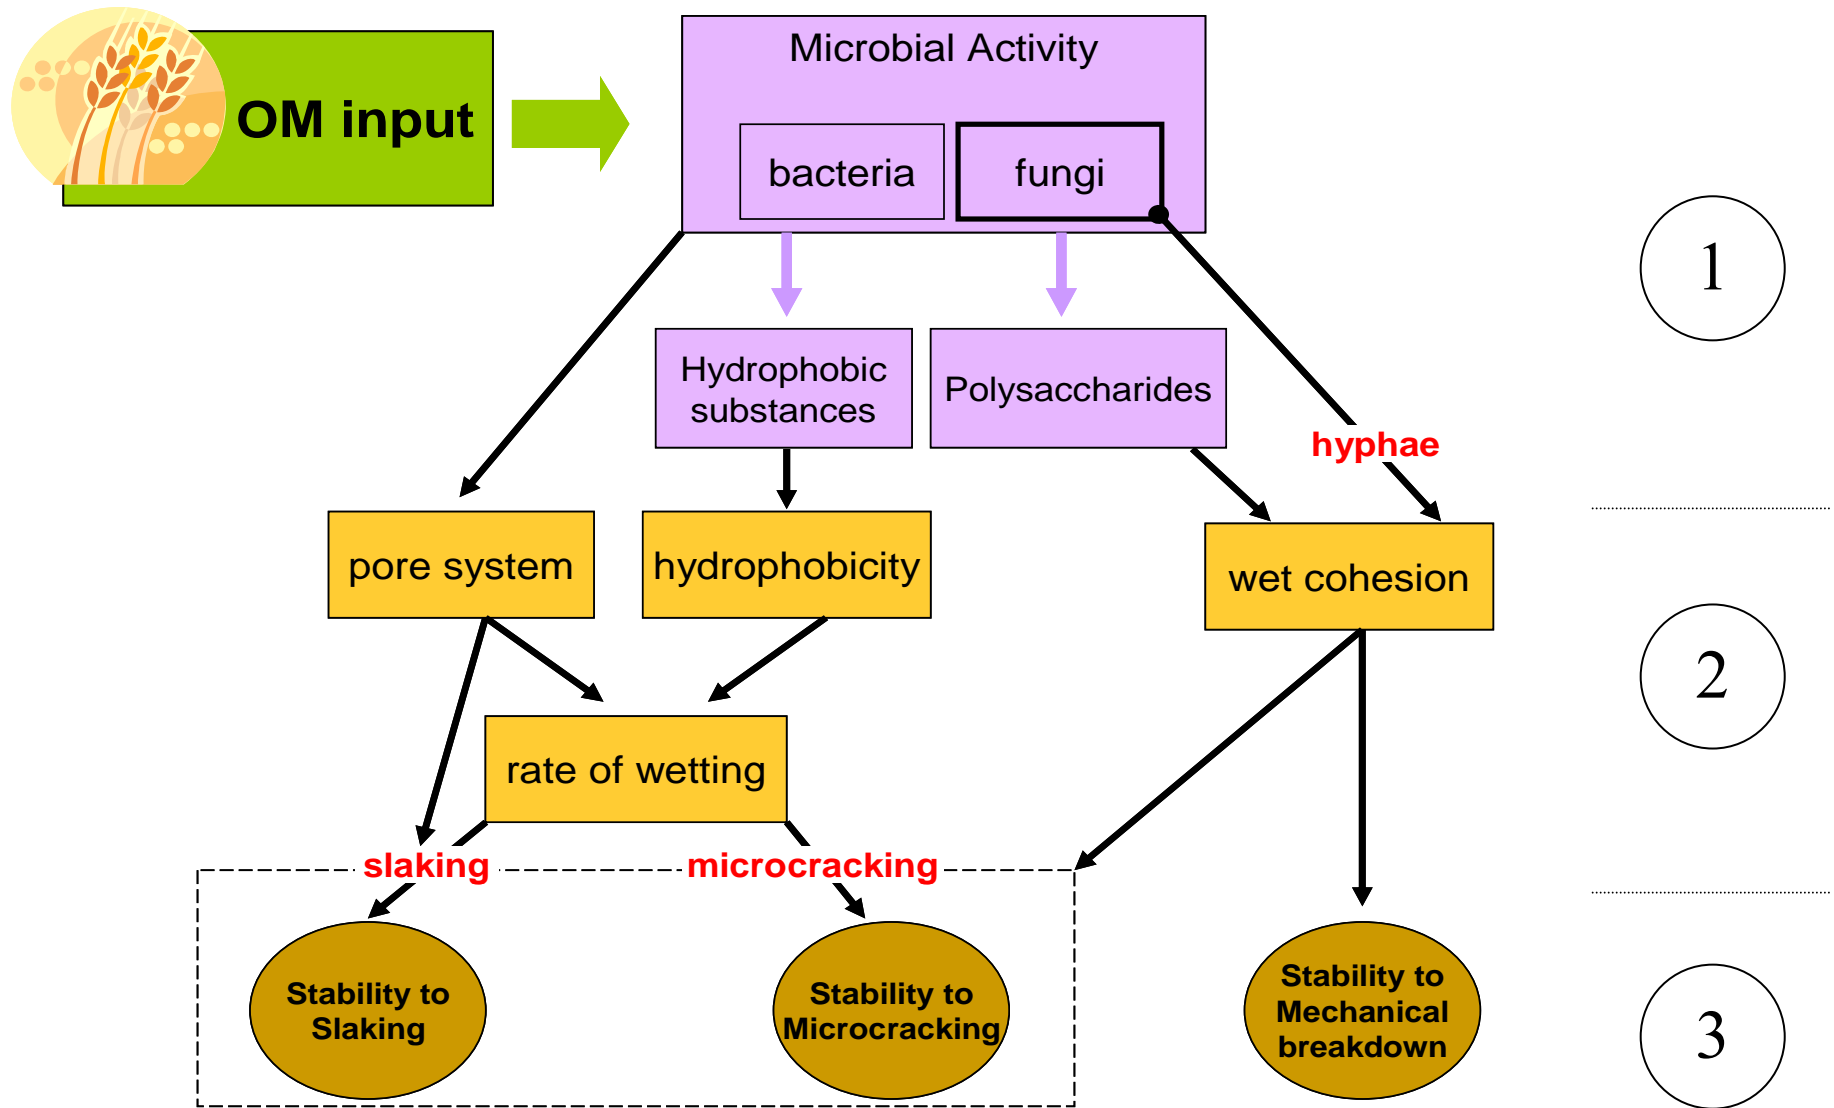 Microbial Activity
OM input
bacteria
fungi
1
Hydrophobic
substances
Polysaccharides
hyphae
pore system
hydrophobicity
wet cohesion
2
rate of wetting
slaking
microcracking
Stability to
Slaking
Stability to
Microcracking
Stability to
Mechanical
breakdown
3